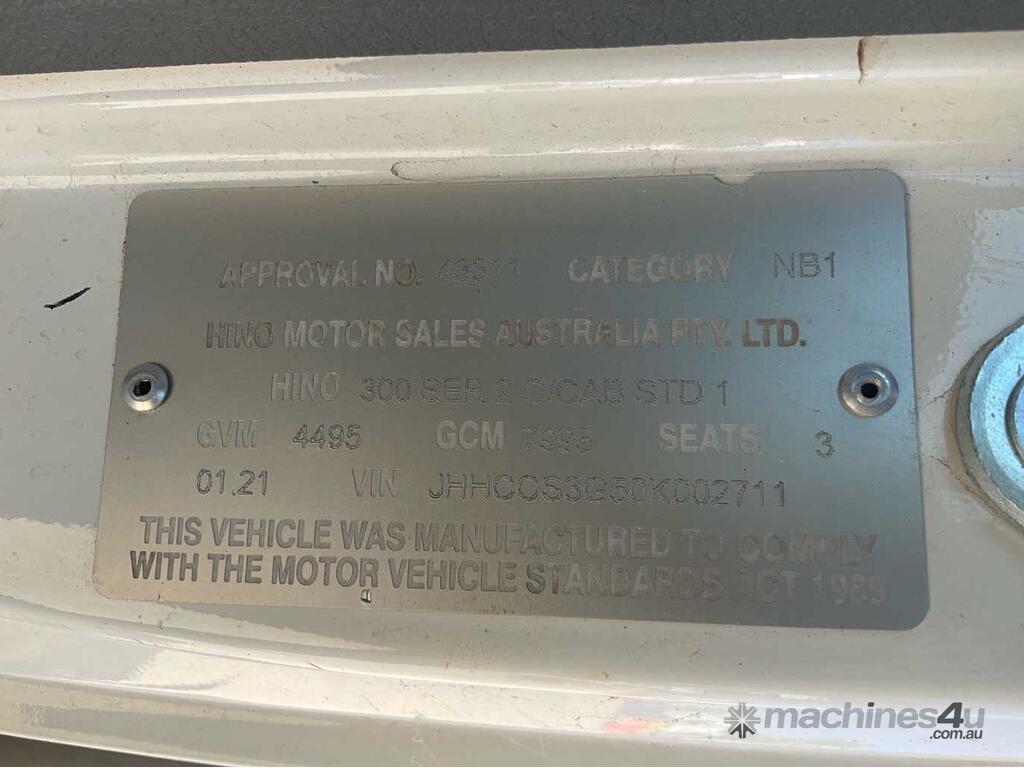 APPROVAL NO. 43311 CATEGORY NB1
HINO MOTOR SALES AUSTRALIA PTY. LTD.
HINO 300 SER 2 C/CAB STD 1
GVM 4495 GCM 7995 SEATS 3
01.21 VIN JHHCCS3G50K002711
THIS VEHICLE WAS MANUFACTURED TO COMPLY
WITH THE MOTOR VEHICLE STANDARDS ACT 1989
machines4u
.com.au